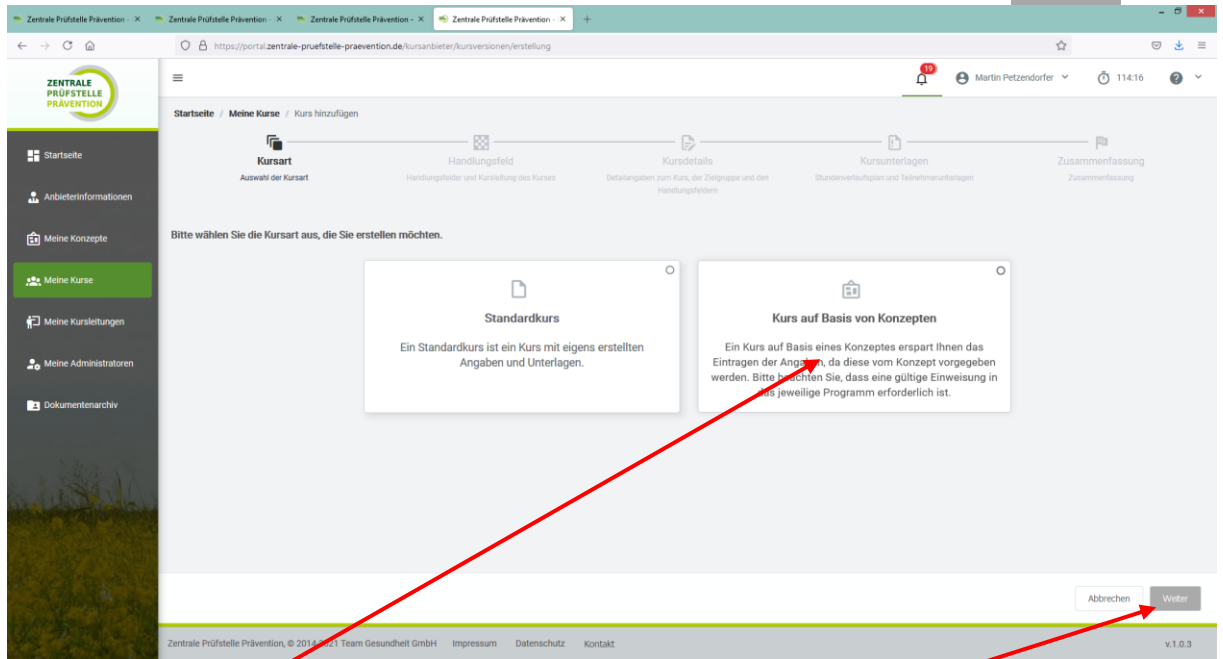 Zentrale Prüfstelle Prävention -
Zentrale Prüfstelle Prävention -
Zentrale Prüfstelle Prävention -
Zentrale Prüfstelle Prävention -
https://portal.zentrale-pruefstelle-praevention.de/kursanbieter/kursversionen/erstellung
ZENTRALE
PRÜFSTELLE
PRÄVENTION
19
Martin Petzendorfer
114:16
Startseite / Meine Kurse / Kurs hinzufügen
Kursart
Auswahl der Kursart
Handlungsfeld
Handlungsfelder und Kursleitung des Kurses
Kursdetails
Detailangaben zum Kurs, der Zielgruppe und den
Handlungsfeldern
Kursunterlagen
Stundenverlaufsplan und Teilnehmerunterlagen
Zusammenfassung
Zusammenfassung
Startseite
Anbieterinformationen
Meine Konzepte
Meine Kurse
Meine Kursleitungen
Meine Administratoren
Dokumentenarchiv
Bitte wählen Sie die Kursart aus, die Sie erstellen möchten.
Standardkurs
Ein Standardkurs ist ein Kurs mit eigens erstellten
Angaben und Unterlagen.
Kurs auf Basis von Konzepten
Ein Kurs auf Basis eines Konzeptes erspart Ihnen das
Eintragen der Angaben, da diese vom Konzept vorgegeben
werden. Bitte beachten Sie, dass eine gültige Einweisung in
das jeweilige Programm erforderlich ist.
Abbrechen
Weiter
Zentrale Prüfstelle Prävention, © 2014-2021 Team Gesundheit GmbH Impressum Datenschutz Kontakt
v.1.0.3